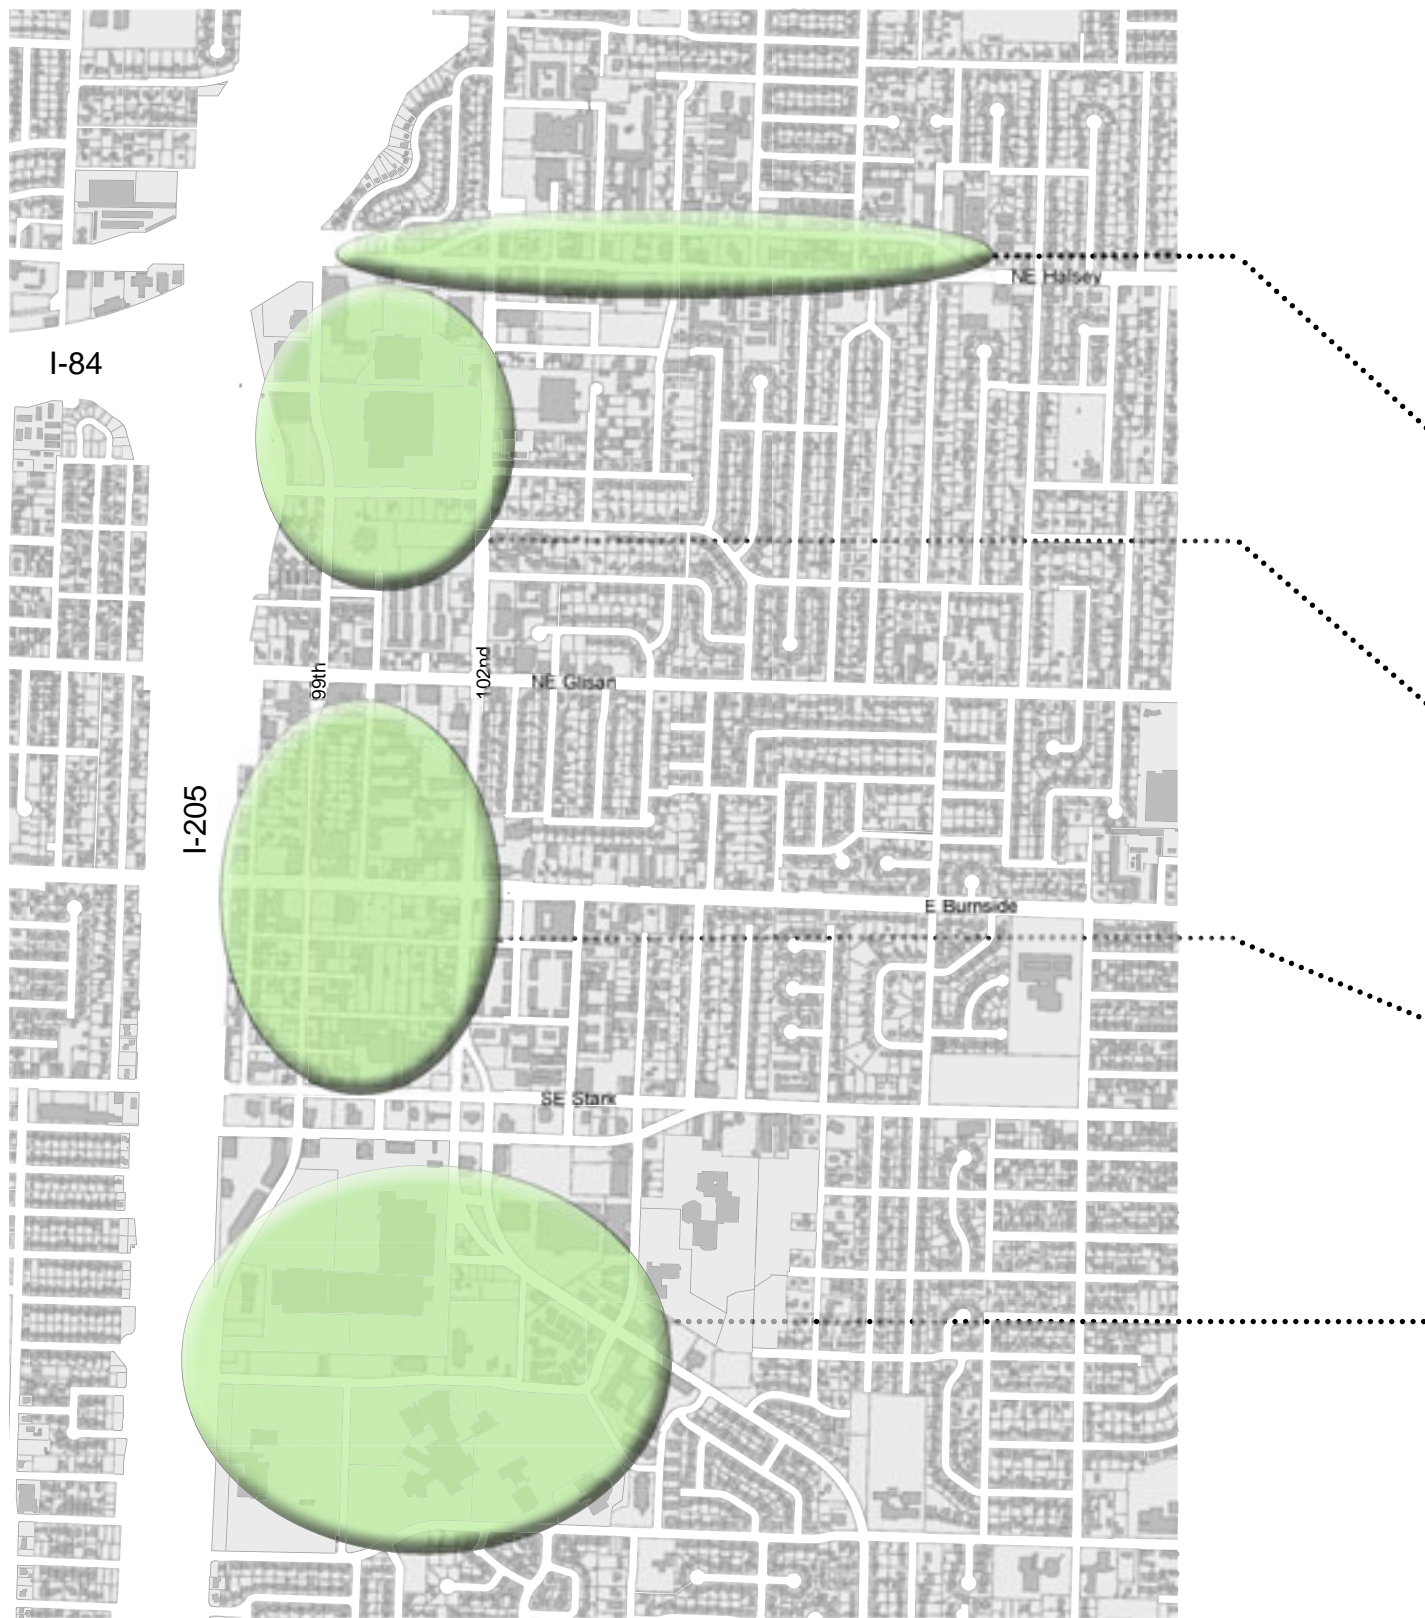 NE Halsey
I-84
99th
102nd
NE Glisan
I-205
E Burnside
SE Stark